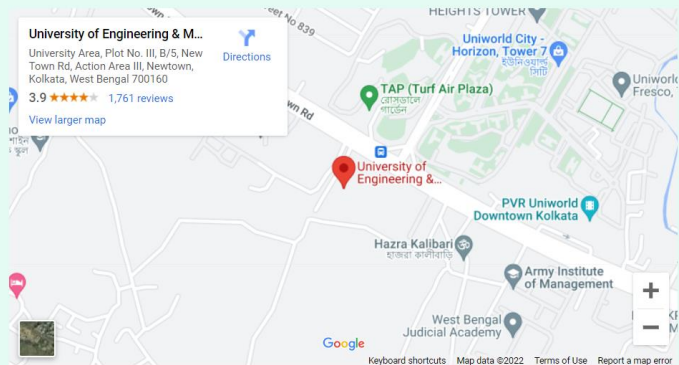 University of Engineering & M...
University Area, Plot No. III, B/5, New
Town Rd, Action Area III, Newtown,
Kolkata, West Bengal 700160
3.9
1,761 reviews
View larger map
Directions
No 839
HEIGHTS TOWER
Uniworld City -
Horizon, Tower 7
ইউনিওয়ার্ল্ড
সিটি
Uniworld
Fresco,
TAP (Turf Air Plaza)
রোসডালে
গার্ডেন
wn Rd
University of
Engineering &...
PVR Uniworld
Downtown Kolkata
Hazra Kalibari
হাজরা কালীবাড়ি
Army Institute
of Management
West Bengal
Judicial Academy
+
−
Google
Keyboard shortcuts
Map data ©2022
Terms of Use
Report a map error